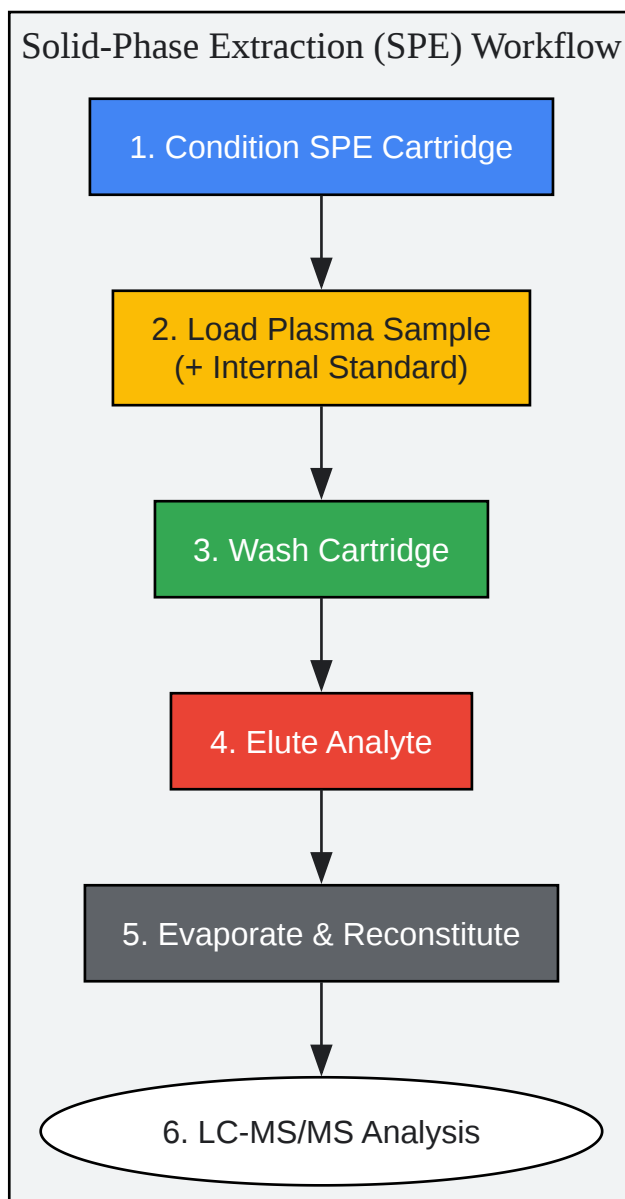 Solid-Phase Extraction (SPE) Workflow
1. Condition SPE Cartridge
2. Load Plasma Sample
(+ Internal Standard)
3. Wash Cartridge
4. Elute Analyte
5. Evaporate & Reconstitute
6. LC-MS/MS Analysis